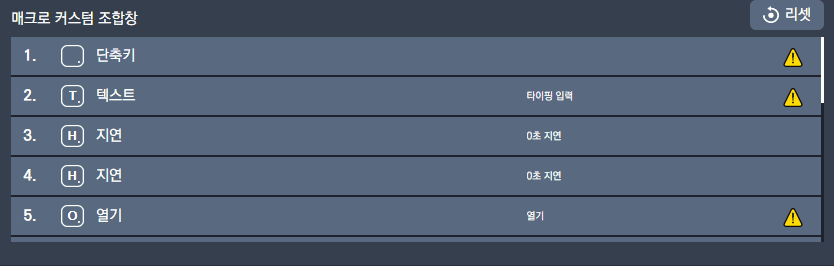 매크로 커스텀 조합창
리셋
1. 단축키
2. T. 텍스트 타이핑 입력
3. H. 지연 0초 지연
4. H. 지연 0초 지연
5. O. 열기 열기